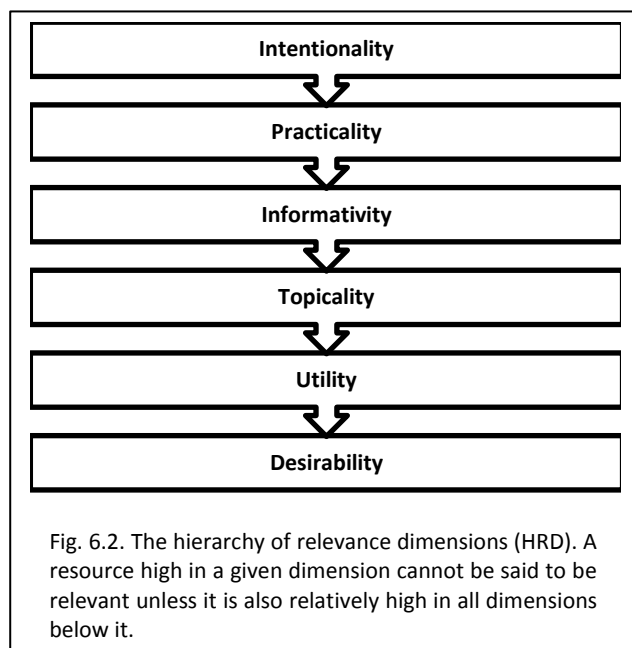 Intentionality
Practicality
Informativity
Topicality
Utility
Desirability
Fig. 6.2. The hierarchy of relevance dimensions (HRD). A
resource high in a given dimension cannot be said to be
relevant unless it is also relatively high in all dimensions
below it.